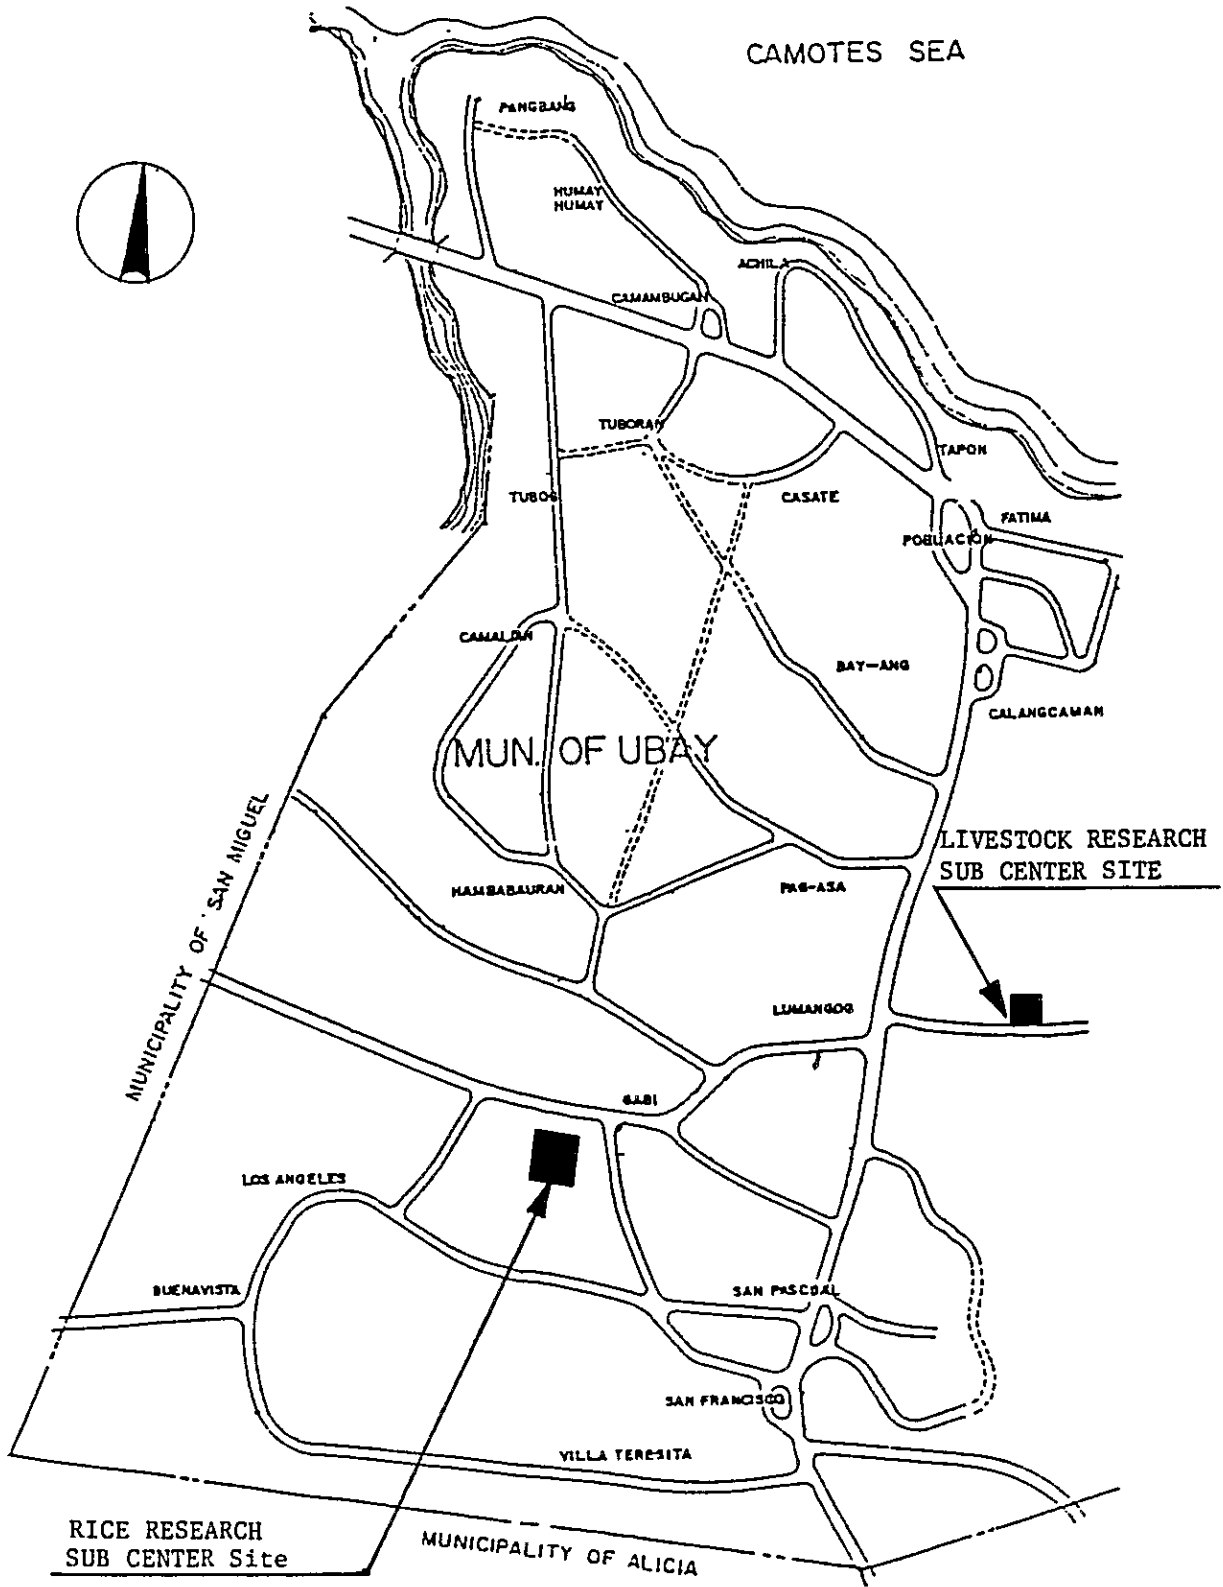 CAMOTES SEA
PANGPANG
HUMAY
HUMAY
ACHILA
CAMAMBUGAN
TUBORAN
TAPON
TUBOG
CASATE
FATIMA
POBLACION
CAMALIAN
BAY-ANG
CALANGCAMAN
MUN. OF UBAY
MUNICIPALITY OF SAN MIGUEL
LIVESTOCK RESEARCH
SUB CENTER SITE
HAMBABAURAN
PAG-ASA
LUMANGOG
GABI
LOS ANGELES
BUENAVISTA
SAN PASCUAL
SAN FRANCISCO
VILLA TERESITA
RICE RESEARCH
SUB CENTER Site
MUNICIPALITY OF ALICIA